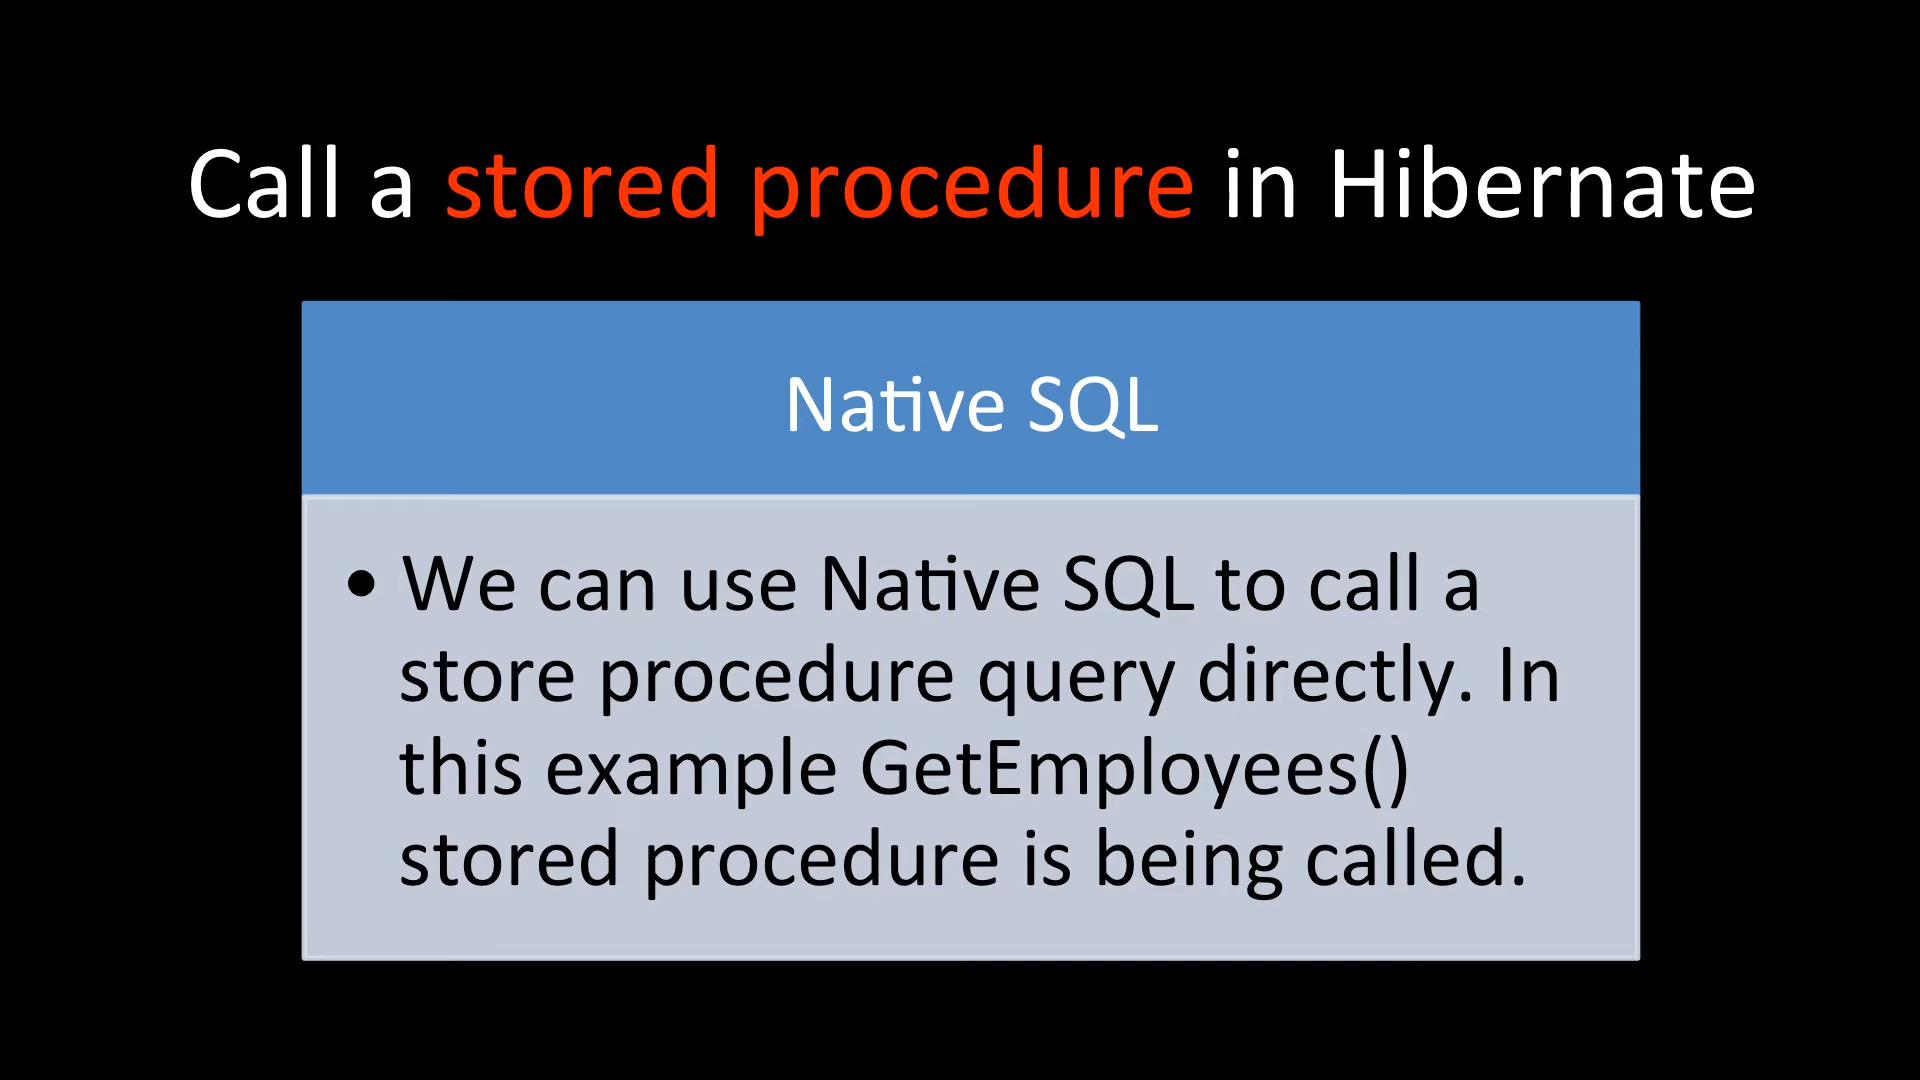 Call a stored procedure in Hibernate
Native SQL
• We can use Native SQL to call a
store procedure query directly. In
this example GetEmployees()
stored procedure is being called.